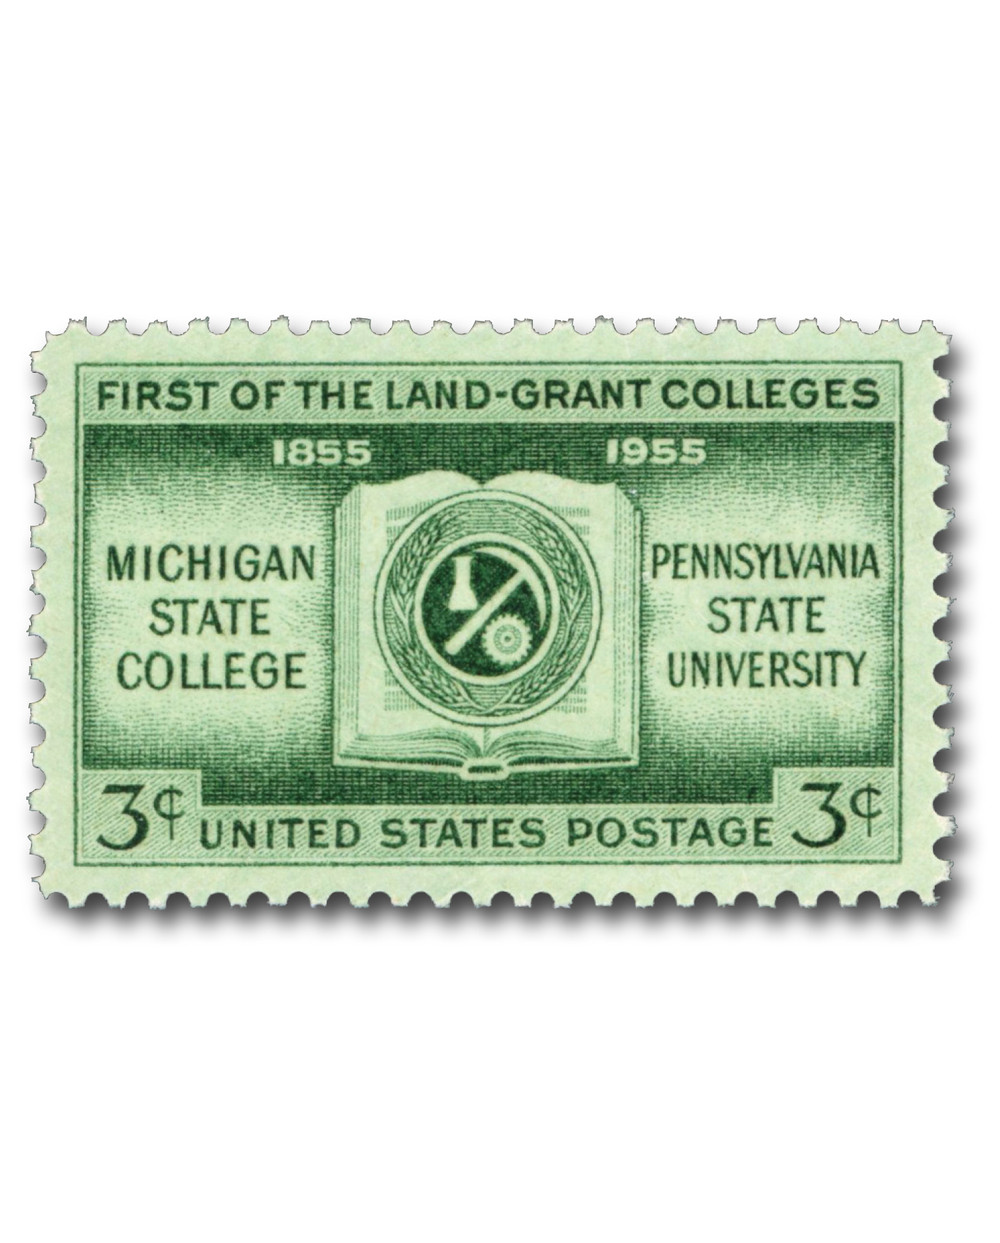 FIRST OF THE LAND-GRANT COLLEGES
1855 1955
MICHIGAN
STATE
COLLEGE
PENNSYLVANIA
STATE
UNIVERSITY
3¢ UNITED STATES POSTAGE 3¢